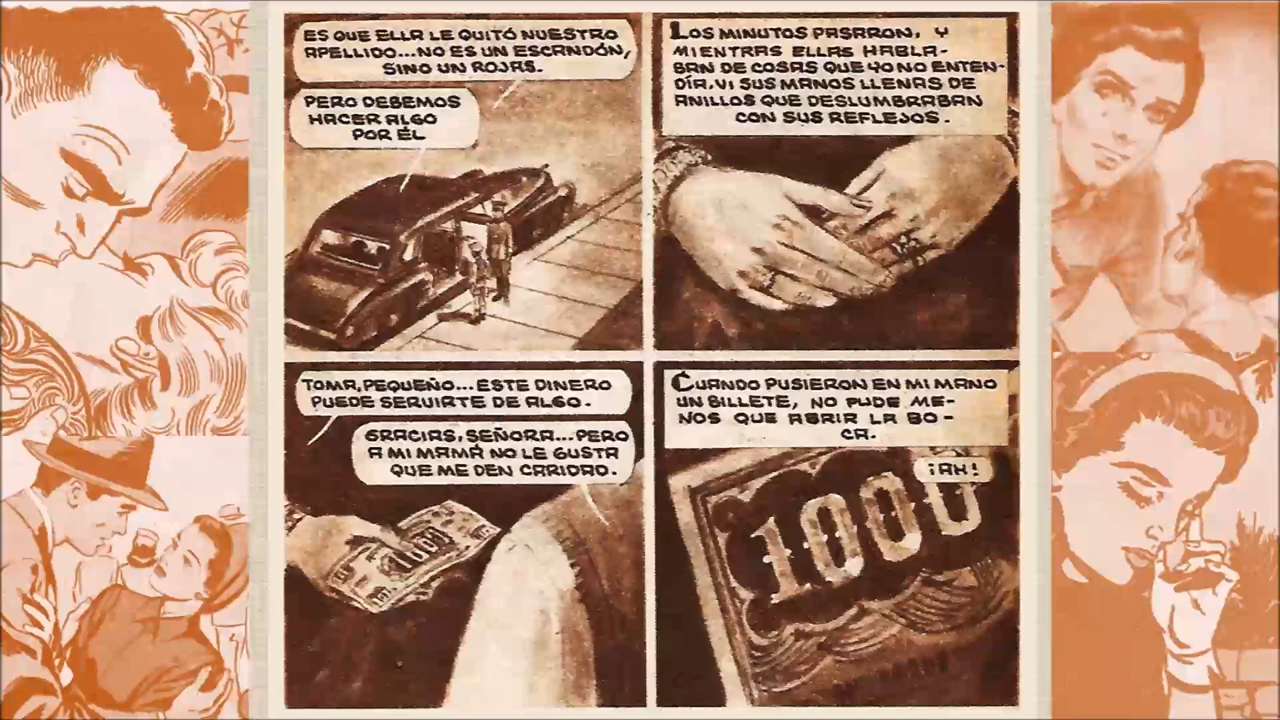 ES QUE ELLA LE QUITÓ NUESTRO
APELLIDO...NO ES UN ESCANDÓN,
SINO UN ROJAS.
PERO DEBEMOS
HACER ALGO
POR ÉL
LOS MINUTOS PASARON, Y
MIENTRAS ELLAS HABLA-
BAN DE COSAS QUE YO NO ENTEN-
DÍA, VI SUS MANOS LLENAS DE
ANILLOS QUE DESLUMBRABAN
CON SUS REFLEJOS.
TOMA, PEQUEÑO...ESTE DINERO
PUEDE SERVIRTE DE ALGO.
GRACIAS, SEÑORA...PERO
A MI MAMÁ NO LE GUSTA
QUE ME DEN CARIDAD.
1000
CUANDO PUSIERON EN MI MANO
UN BILLETE, NO PUDE ME-
NOS QUE ABRIR LA BO-
CA.
¡AH!
1000